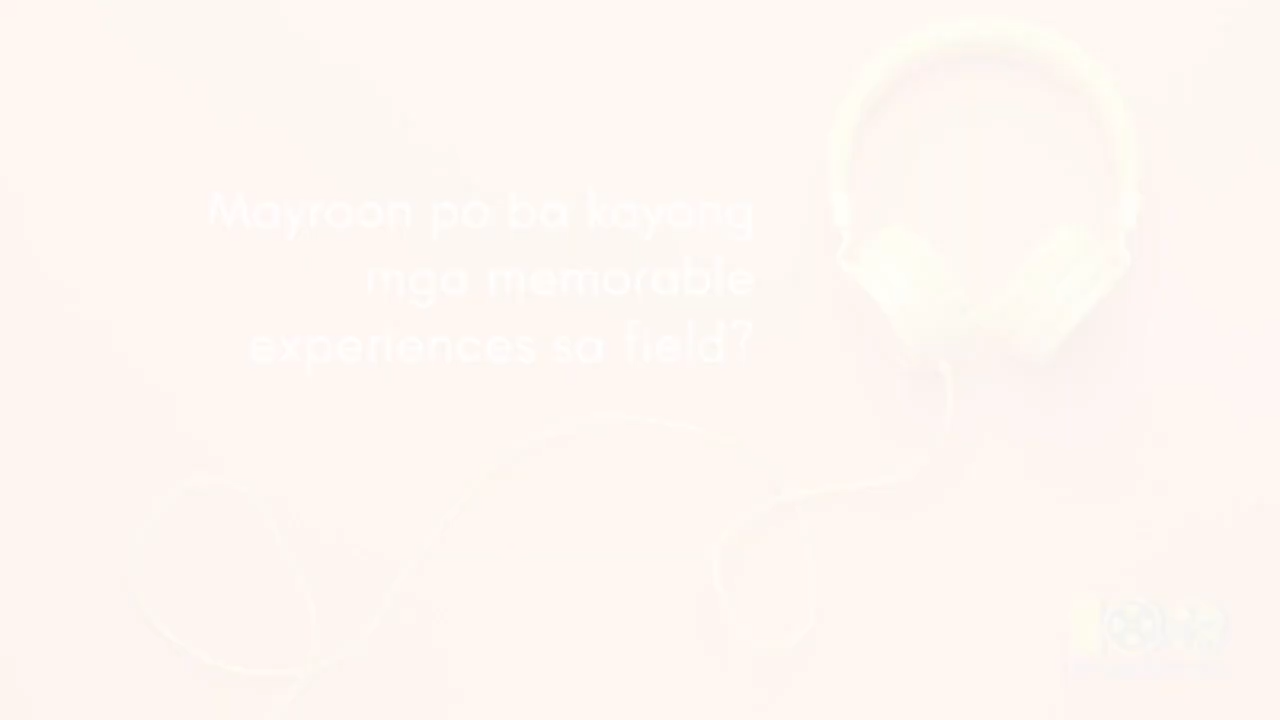 Mayroon po ba kayong
mga memorable
experiences sa field?